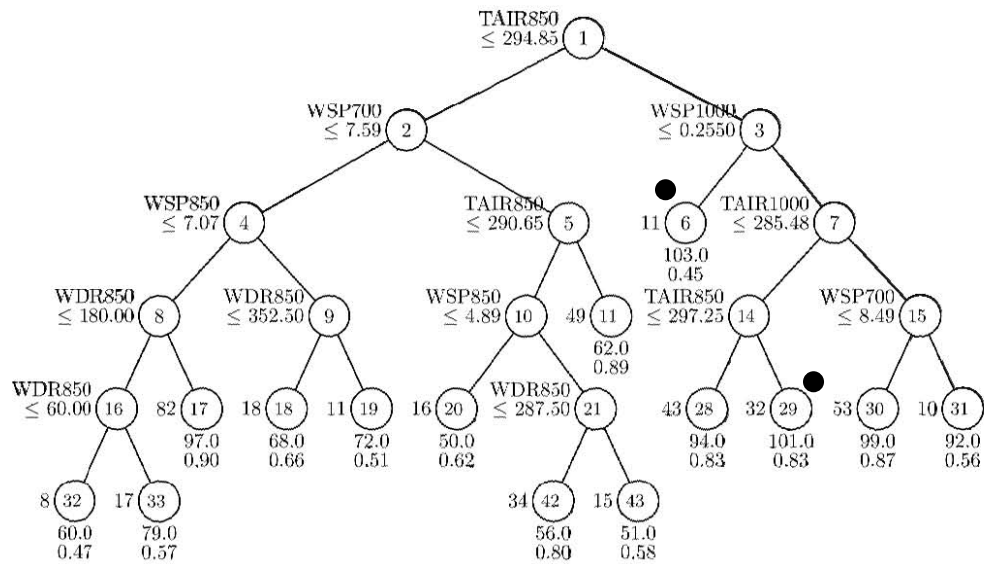 TAIR850
≤ 294.85 1
WSP700
≤ 7.59 2
WSP1000
≤ 0.2550 3
WSP850
≤ 7.07 4
TAIR850
≤ 290.65 5
11 6
103.0
0.45
TAIR1000
≤ 285.48 7
WDR850
≤ 180.00 8
WDR850
≤ 352.50 9
WSP850
≤ 4.89 10
49 11
62.0
0.89
TAIR850
≤ 297.25 14
WSP700
≤ 8.49 15
WDR850
≤ 60.00 16
82 17
97.0
0.90
18 18
68.0
0.66
11 19
72.0
0.51
16 20
50.0
0.62
WDR850
≤ 287.50 21
43 28
94.0
0.83
32 29
101.0
0.83
53 30
99.0
0.87
10 31
92.0
0.56
8 32
60.0
0.47
17 33
79.0
0.57
34 42
56.0
0.80
15 43
51.0
0.58